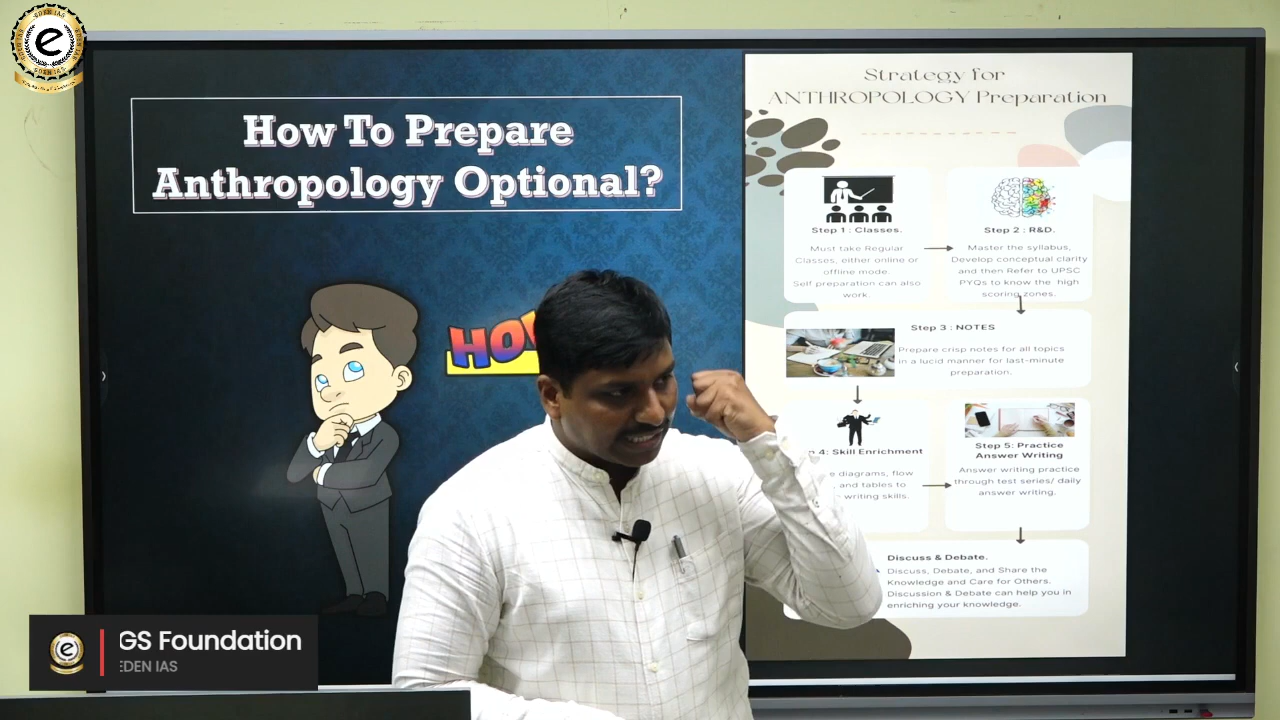 e
EDEN IAS
How To Prepare
Anthropology Optional?
HO
Strategy for
ANTHROPOLOGY Preparation
Step 1 : Classes.
Must take Regular
Classes, either online or
offline mode.
Self preparation can also
work.
Step 2 : R&D.
Master the syllabus,
Develop conceptual clarity
and then Refer to UPSC
PYQs to know the high
scoring zones.
Step 3 : NOTES
Prepare crisp notes for all topics
in a lucid manner for last-minute
preparation.
4: Skill Enrichment
diagrams, flow
and tables to
writing skills.
Step 5: Practice
Answer Writing
Answer writing practice
through test series/ daily
answer writing.
Discuss & Debate.
Discuss, Debate, and Share the
Knowledge and Care for Others.
Discussion & Debate can help you in
enriching your knowledge.
e
GS Foundation
EDEN IAS